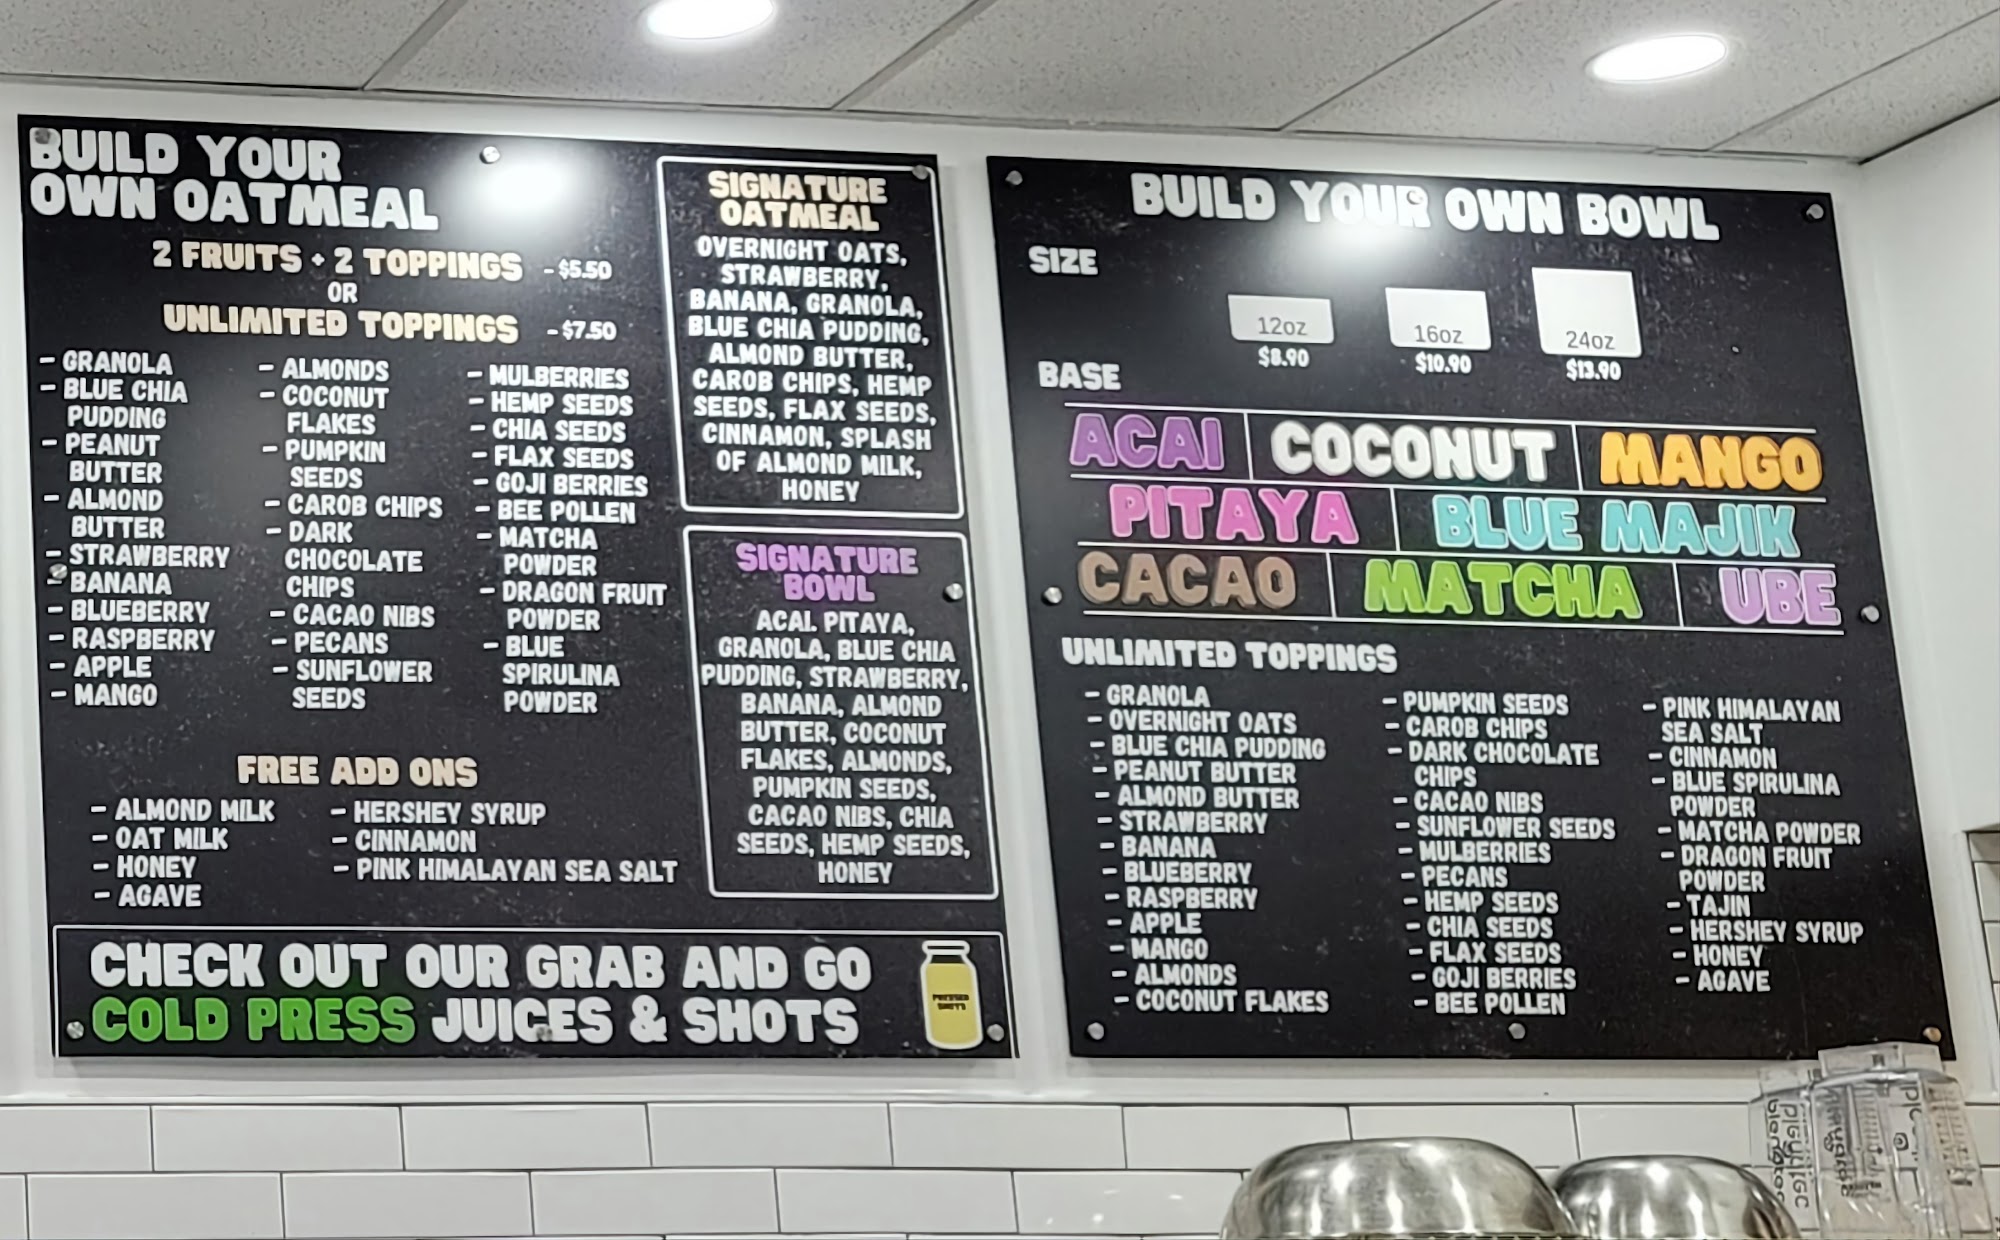 BUILD YOUR
OWN OATMEAL
2 FRUITS + 2 TOPPINGS - $5.50
OR
UNLIMITED TOPPINGS - $7.50
- GRANOLA
- BLUE CHIA
PUDDING
- PEANUT
BUTTER
- ALMOND
BUTTER
- STRAWBERRY
- BANANA
- BLUEBERRY
- RASPBERRY
- APPLE
- MANGO
- ALMONDS
- COCONUT
FLAKES
- PUMPKIN
SEEDS
- CAROB CHIPS
- DARK
CHOCOLATE
CHIPS
- CACAO NIBS
- PECANS
- SUNFLOWER
SEEDS
- MULBERRIES
- HEMP SEEDS
- CHIA SEEDS
- FLAX SEEDS
- GOJI BERRIES
- BEE POLLEN
- MATCHA
POWDER
- DRAGON FRUIT
POWDER
- BLUE
SPIRULINA
POWDER
FREE ADD ONS
- ALMOND MILK
- OAT MILK
- HONEY
- AGAVE
- HERSHEY SYRUP
- CINNAMON
- PINK HIMALAYAN SEA SALT
SIGNATURE
OATMEAL
OVERNIGHT OATS,
STRAWBERRY,
BANANA, GRANOLA,
BLUE CHIA PUDDING,
ALMOND BUTTER,
CAROB CHIPS, HEMP
SEEDS, FLAX SEEDS,
CINNAMON, SPLASH
OF ALMOND MILK,
HONEY
SIGNATURE
BOWL
ACAI, PITAYA,
GRANOLA, BLUE CHIA
PUDDING, STRAWBERRY,
BANANA, ALMOND
BUTTER, COCONUT
FLAKES, ALMONDS,
PUMPKIN SEEDS,
CACAO NIBS, CHIA
SEEDS, HEMP SEEDS,
HONEY
CHECK OUT OUR GRAB AND GO
COLD PRESS JUICES & SHOTS
PRESSED
SHOTS
BUILD YOUR OWN BOWL
SIZE
12oz
$8.90
16oz
$10.90
24oz
$13.90
BASE
ACAI COCONUT MANGO
PITAYA BLUE MAJIK
CACAO MATCHA UBE
UNLIMITED TOPPINGS
- GRANOLA
- OVERNIGHT OATS
- BLUE CHIA PUDDING
- PEANUT BUTTER
- ALMOND BUTTER
- STRAWBERRY
- BANANA
- BLUEBERRY
- RASPBERRY
- APPLE
- MANGO
- ALMONDS
- COCONUT FLAKES
- PUMPKIN SEEDS
- CAROB CHIPS
- DARK CHOCOLATE
CHIPS
- CACAO NIBS
- SUNFLOWER SEEDS
- MULBERRIES
- PECANS
- HEMP SEEDS
- CHIA SEEDS
- FLAX SEEDS
- GOJI BERRIES
- BEE POLLEN
- PINK HIMALAYAN
SEA SALT
- CINNAMON
- BLUE SPIRULINA
POWDER
- MATCHA POWDER
- DRAGON FRUIT
POWDER
- TAJIN
- HERSHEY SYRUP
- HONEY
- AGAVE